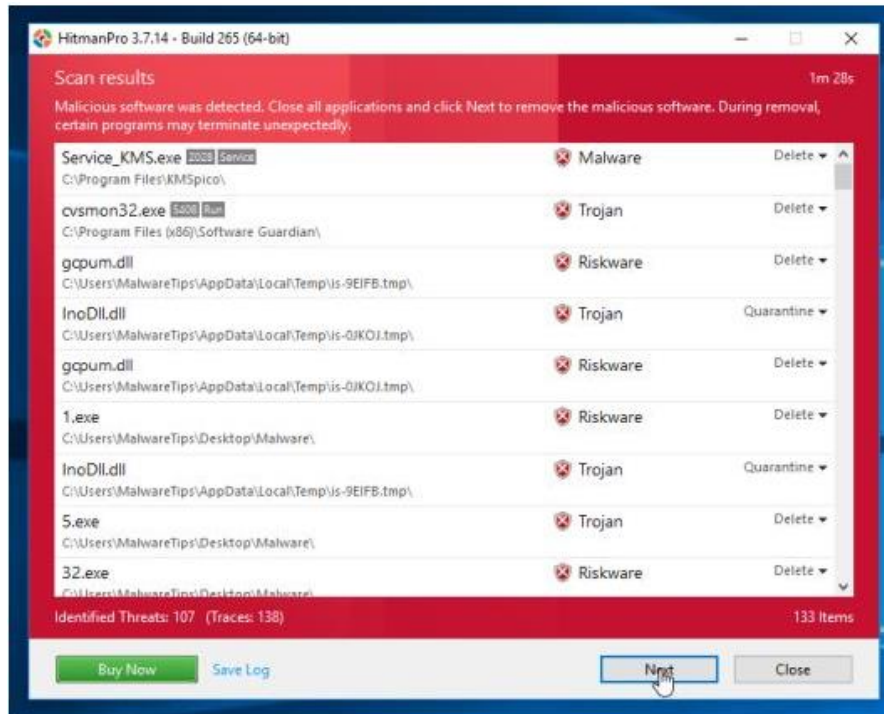 HitmanPro 3.7.14 - Build 265 (64-bit)
Scan results 1m 28s
Malicious software was detected. Close all applications and click Next to remove the malicious software. During removal,
certain programs may terminate unexpectedly.
Service_KMS.exe 2028 Service Malware Delete
C:\Program Files\KMSpico\
cvsmon32.exe 5408 Run Trojan Delete
C:\Program Files (x86)\Software Guardian\
gcpum.dll Riskware Delete
C:\Users\MalwareTips\AppData\Local\Temp\is-9EIFB.tmp\
InoDll.dll Trojan Quarantine
C:\Users\MalwareTips\AppData\Local\Temp\is-0JKOJ.tmp\
gcpum.dll Riskware Delete
C:\Users\MalwareTips\AppData\Local\Temp\is-0JKOJ.tmp\
1.exe Riskware Delete
C:\Users\MalwareTips\Desktop\Malware\
InoDll.dll Trojan Quarantine
C:\Users\MalwareTips\AppData\Local\Temp\is-9EIFB.tmp\
5.exe Trojan Delete
C:\Users\MalwareTips\Desktop\Malware\
32.exe Riskware Delete
C:\Users\MalwareTips\Desktop\Malware\
Identified Threats: 107 (Traces: 138) 133 Items
Buy Now Save Log Next Close